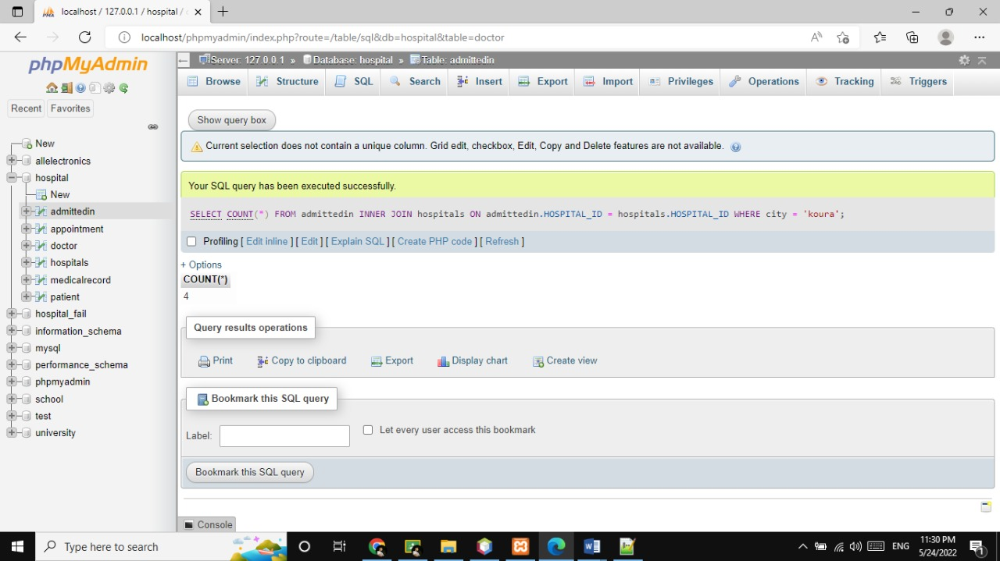 localhost / 127.0.0.1 / hospital /
localhost/phpmyadmin/index.php?route=/table/sql&db=hospital&table=doctor
phpMyAdmin
Recent Favorites
New
allelectronics
hospital
New
admittedin
appointment
doctor
hospitals
medicalrecord
patient
hospital_fail
information_schema
mysql
performance_schema
phpmyadmin
school
test
university
Server: 127.0.0.1 » Database: hospital » Table: admittedin
Browse Structure SQL Search Insert Export Import Privileges Operations Tracking Triggers
Show query box
Current selection does not contain a unique column. Grid edit, checkbox, Edit, Copy and Delete features are not available.
Your SQL query has been executed successfully.
SELECT COUNT(*) FROM admittedin INNER JOIN hospitals ON admittedin.HOSPITAL_ID = hospitals.HOSPITAL_ID WHERE city = 'koura';
Profiling [ Edit inline ] [ Edit ] [ Explain SQL ] [ Create PHP code ] [ Refresh ]
+ Options
COUNT(*)
4
Query results operations
Print Copy to clipboard Export Display chart Create view
Bookmark this SQL query
Label: Let every user access this bookmark
Bookmark this SQL query
Console
Type here to search
ENG
11:30 PM
5/24/2022
1